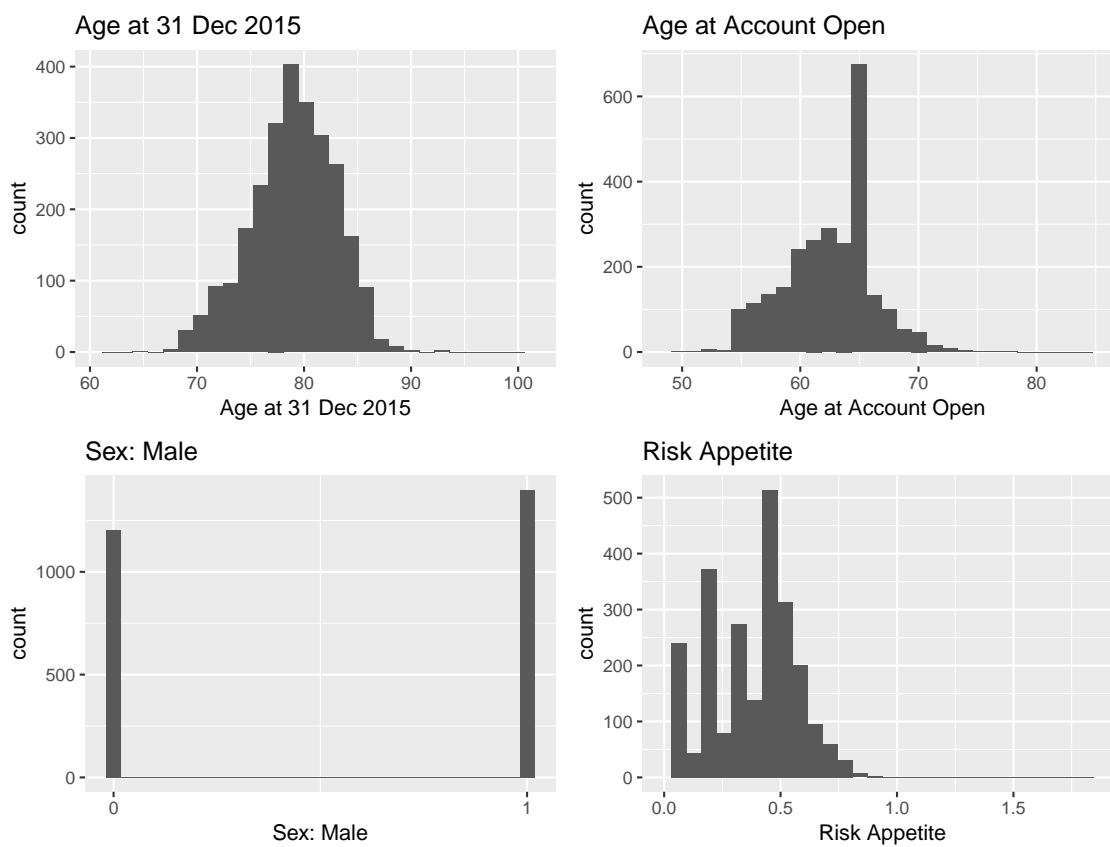 Age at 31 Dec 2015
400
300
200
100
0
count
60 70 80 90 100
Age at 31 Dec 2015
Age at Account Open
600
400
200
0
count
50 60 70 80
Age at Account Open
Sex: Male
1000
500
0
count
0 1
Sex: Male
Risk Appetite
500
400
300
200
100
0
count
0.0 0.5 1.0 1.5
Risk Appetite